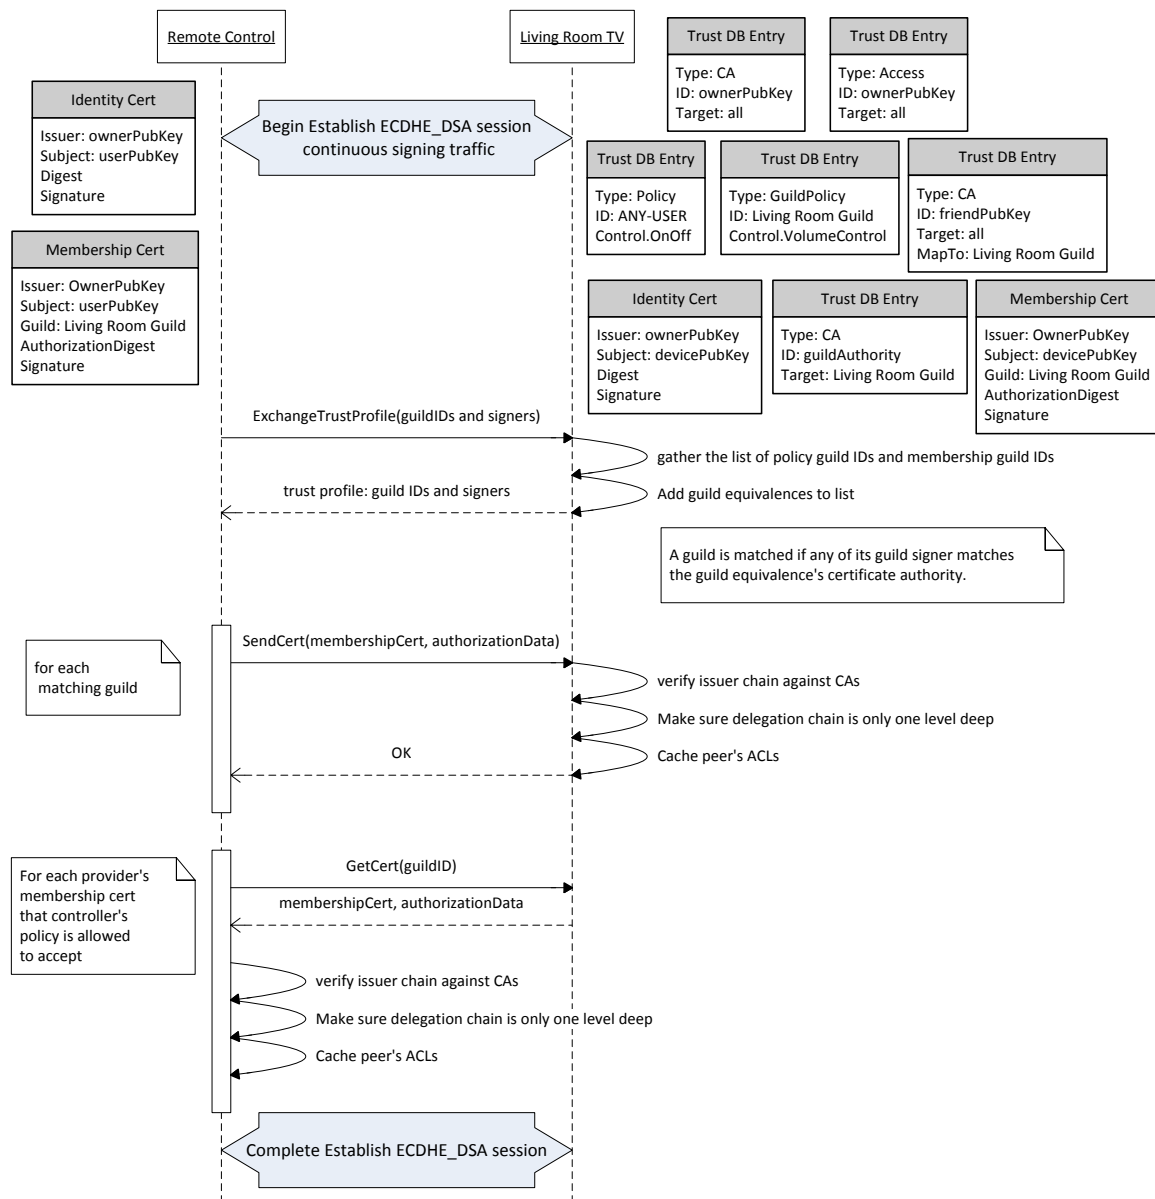 Remote Control
Living Room TV
Trust DB Entry
Type: CA
ID: ownerPubKey
Target: all
Trust DB Entry
Type: Access
ID: ownerPubKey
Target: all
Identity Cert
Issuer: ownerPubKey
Subject: userPubKey
Digest
Signature
Begin Establish ECDHE_DSA session
continuous signing traffic
Trust DB Entry
Type: Policy
ID: ANY-USER
Control.OnOff
Trust DB Entry
Type: GuildPolicy
ID: Living Room Guild
Control.VolumeControl
Trust DB Entry
Type: CA
ID: friendPubKey
Target: all
MapTo: Living Room Guild
Membership Cert
Issuer: OwnerPubKey
Subject: userPubKey
Guild: Living Room Guild
AuthorizationDigest
Signature
Identity Cert
Issuer: ownerPubKey
Subject: devicePubKey
Digest
Signature
Trust DB Entry
Type: CA
ID: guildAuthority
Target: Living Room Guild
Membership Cert
Issuer: OwnerPubKey
Subject: devicePubKey
Guild: Living Room Guild
AuthorizationDigest
Signature
ExchangeTrustProfile(guildIDs and signers)
gather the list of policy guild IDs and membership guild IDs
trust profile: guild IDs and signers
Add guild equivalences to list
A guild is matched if any of its guild signer matches
the guild equivalence's certificate authority.
for each
matching guild
SendCert(membershipCert, authorizationData)
verify issuer chain against CAs
Make sure delegation chain is only one level deep
OK
Cache peer's ACLs
For each provider's
membership cert
that controller's
policy is allowed
to accept
GetCert(guildID)
membershipCert, authorizationData
verify issuer chain against CAs
Make sure delegation chain is only one level deep
Cache peer's ACLs
Complete Establish ECDHE_DSA session